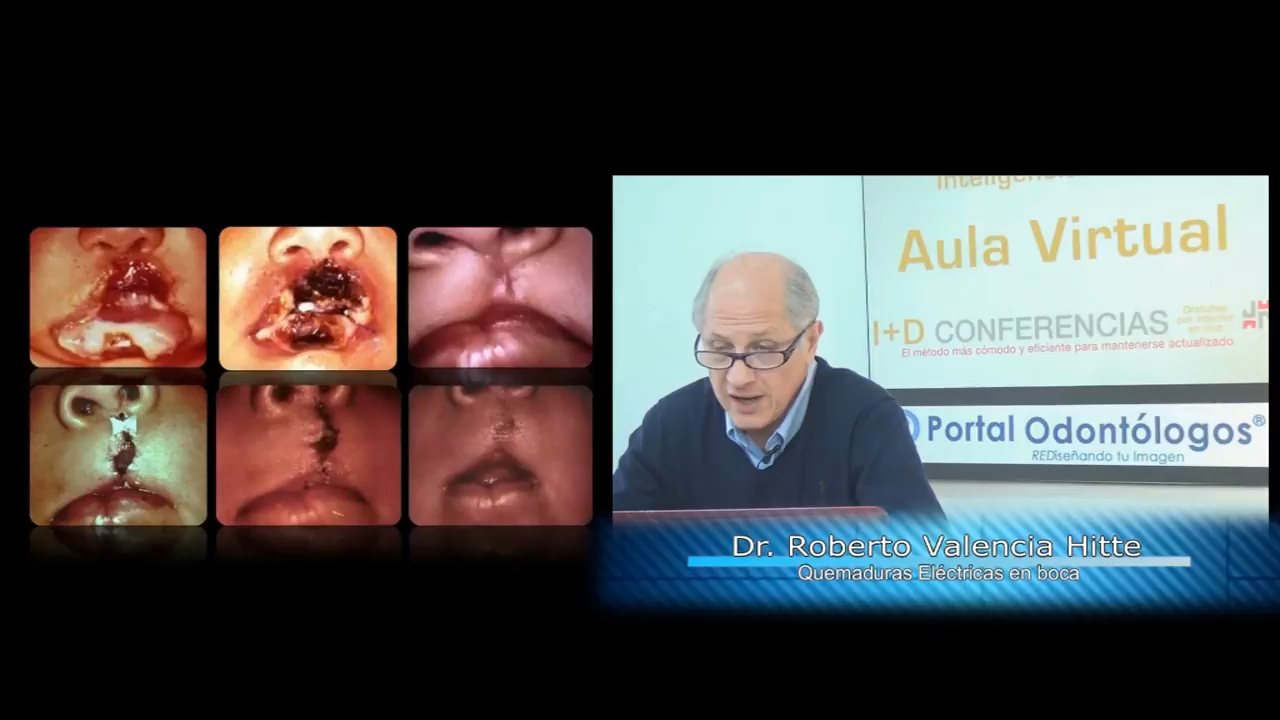 Inteligencia
Aula Virtual
I+D CONFERENCIAS
El método más cómodo y eficiente para mantenerse actualizado
Portal Odontólogos®
REDiseñando tu Imagen
Dr. Roberto Valencia Hitte
Quemaduras Eléctricas en boca